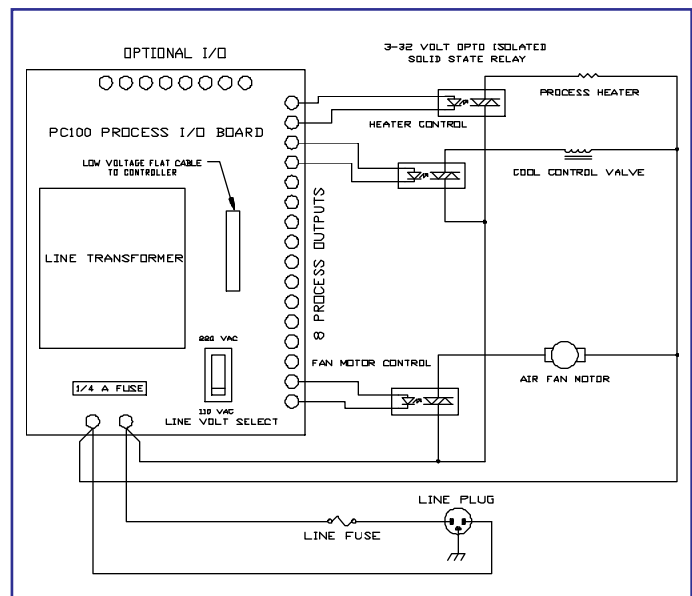 OPTIONAL I/O
3-32 VOLT OPTO ISOLATED
SOLID STATE RELAY
PROCESS HEATER
HEATER CONTROL
PC100 PROCESS I/O BOARD
LOW VOLTAGE FLAT CABLE
TO CONTROLLER
COOL CONTROL VALVE
8 PROCESS OUTPUTS
LINE TRANSFORMER
220 VAC
FAN MOTOR CONTROL
AIR FAN MOTOR
1/4 A FUSE
110 VAC
LINE VOLT SELECT
LINE PLUG
LINE FUSE